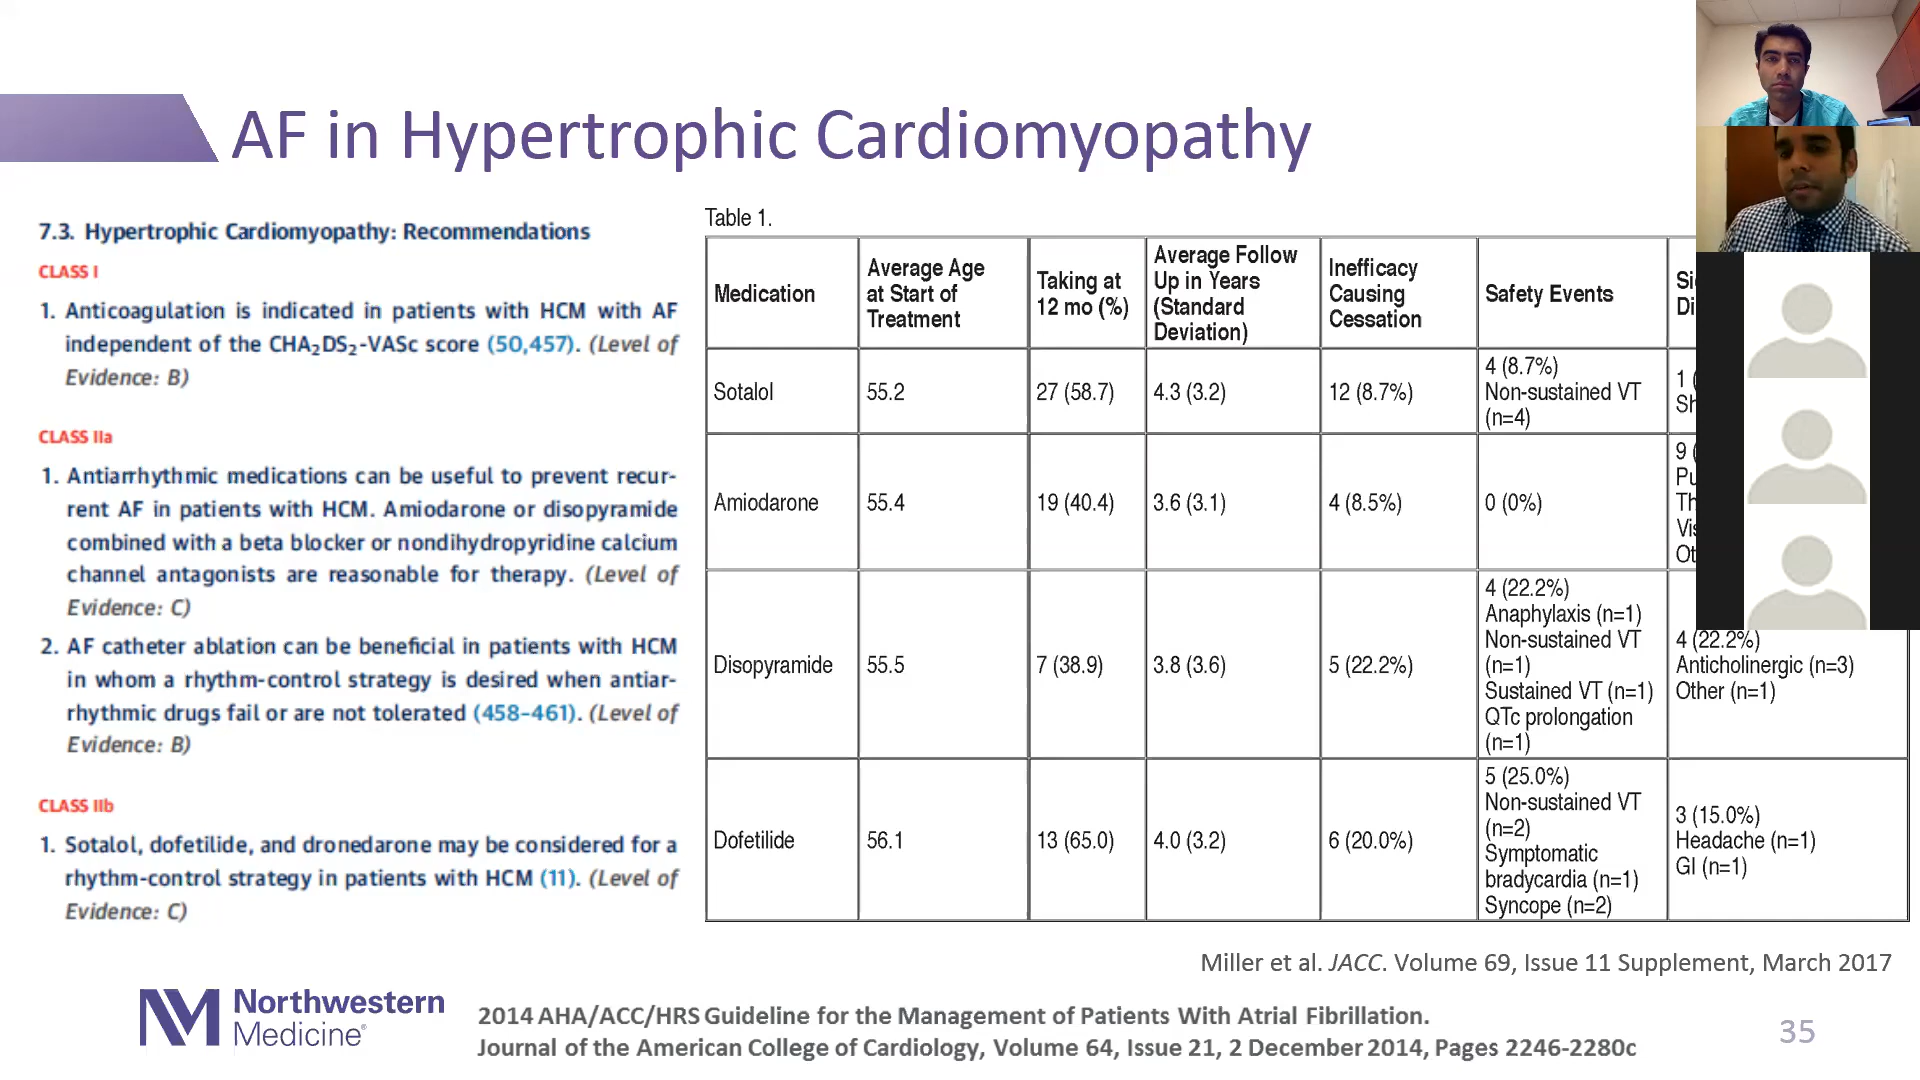 AF in Hypertrophic Cardiomyopathy
7.3. Hypertrophic Cardiomyopathy: Recommendations
CLASS I
1. Anticoagulation is indicated in patients with HCM with AF
independent of the CHA₂DS₂-VASc score (50,457). (Level of
Evidence: B)
CLASS IIa
1. Antiarrhythmic medications can be useful to prevent recur-
rent AF in patients with HCM. Amiodarone or disopyramide
combined with a beta blocker or nondihydropyridine calcium
channel antagonists are reasonable for therapy. (Level of
Evidence: C)
2. AF catheter ablation can be beneficial in patients with HCM
in whom a rhythm-control strategy is desired when antiar-
rhythmic drugs fail or are not tolerated (458–461). (Level of
Evidence: B)
CLASS IIb
1. Sotalol, dofetilide, and dronedarone may be considered for a
rhythm-control strategy in patients with HCM (11). (Level of
Evidence: C)
Table 1.
Medication
Average Age
at Start of
Treatment
Taking at
12 mo (%)
Average Follow
Up in Years
(Standard
Deviation)
Inefficacy
Causing
Cessation
Safety Events
Sotalol
55.2
27 (58.7)
4.3 (3.2)
12 (8.7%)
4 (8.7%)
Non-sustained VT
(n=4)
Amiodarone
55.4
19 (40.4)
3.6 (3.1)
4 (8.5%)
0 (0%)
Disopyramide
55.5
7 (38.9)
3.8 (3.6)
5 (22.2%)
4 (22.2%)
Anaphylaxis (n=1)
Non-sustained VT
(n=1)
Sustained VT (n=1)
QTc prolongation
(n=1)
4 (22.2%)
Anticholinergic (n=3)
Other (n=1)
Dofetilide
56.1
13 (65.0)
4.0 (3.2)
6 (20.0%)
5 (25.0%)
Non-sustained VT
(n=2)
Symptomatic
bradycardia (n=1)
Syncope (n=2)
3 (15.0%)
Headache (n=1)
GI (n=1)
Miller et al. JACC. Volume 69, Issue 11 Supplement, March 2017
NM Northwestern
Medicine®
2014 AHA/ACC/HRS Guideline for the Management of Patients With Atrial Fibrillation.
Journal of the American College of Cardiology, Volume 64, Issue 21, 2 December 2014, Pages 2246-2280c
35